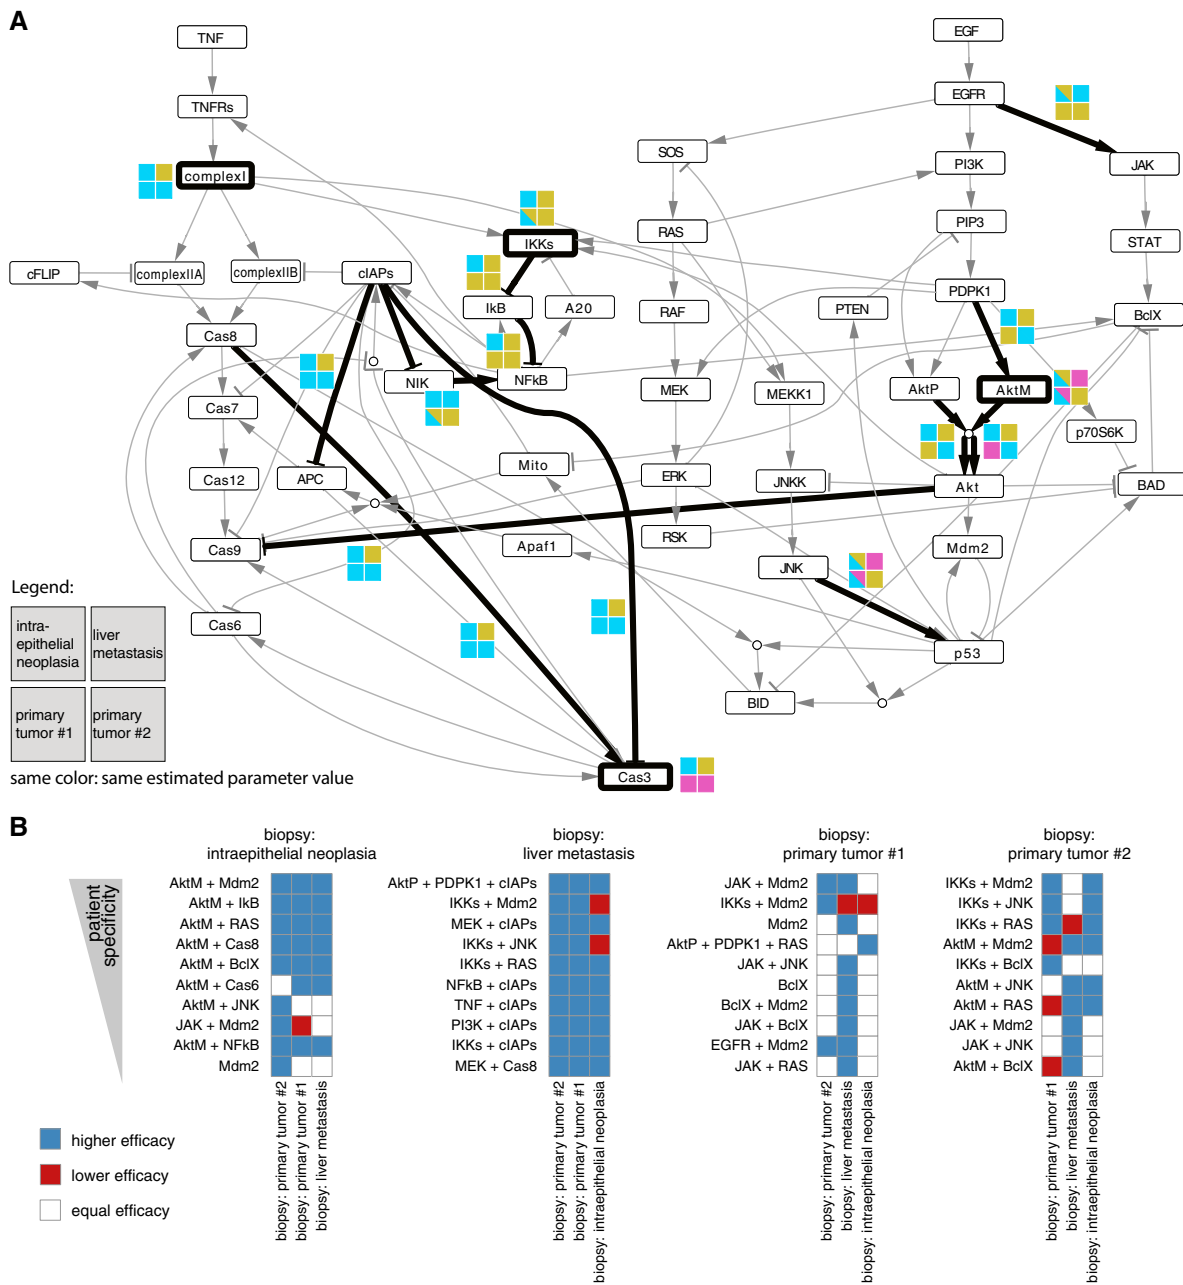 A
TNF
EGF
TNFRs
EGFR
SOS
PI3K
JAK
complexI
RAS
PIP3
STAT
IKKs
cFLIP
complexIIA
complexIIB
cIAPs
PDPK1
IkB
A20
RAF
PTEN
BclX
Cas8
NIK
NFkB
MEK
MEKK1
AktP
AktM
Cas7
p70S6K
Cas12
APC
Mito
ERK
JNKK
Akt
BAD
Cas9
Apaf1
RSK
Mdm2
JNK
Legend:
intra-
epithelial
neoplasia
liver
metastasis
Cas6
p53
primary
tumor #1
primary
tumor #2
BID
same color: same estimated parameter value
Cas3
B
patient
specificity
biopsy:
intraepithelial neoplasia
AktM + Mdm2
AktM + IkB
AktM + RAS
AktM + Cas8
AktM + BclX
AktM + Cas6
AktM + JNK
JAK + Mdm2
AktM + NFkB
Mdm2
biopsy: primary tumor #2
biopsy: primary tumor #1
biopsy: liver metastasis
biopsy:
liver metastasis
AktP + PDPK1 + cIAPs
IKKs + Mdm2
MEK + cIAPs
IKKs + JNK
IKKs + RAS
NFkB + cIAPs
TNF + cIAPs
PI3K + cIAPs
IKKs + cIAPs
MEK + Cas8
biopsy: primary tumor #2
biopsy: primary tumor #1
biopsy: intraepithelial neoplasia
biopsy:
primary tumor #1
JAK + Mdm2
IKKs + Mdm2
Mdm2
AktP + PDPK1 + RAS
JAK + JNK
BclX
BclX + Mdm2
JAK + BclX
EGFR + Mdm2
JAK + RAS
biopsy: primary tumor #2
biopsy: liver metastasis
biopsy: intraepithelial neoplasia
biopsy:
primary tumor #2
IKKs + Mdm2
IKKs + JNK
IKKs + RAS
AktM + Mdm2
IKKs + BclX
AktM + JNK
AktM + RAS
JAK + Mdm2
JAK + JNK
AktM + BclX
biopsy: primary tumor #1
biopsy: liver metastasis
biopsy: intraepithelial neoplasia
higher efficacy
lower efficacy
equal efficacy